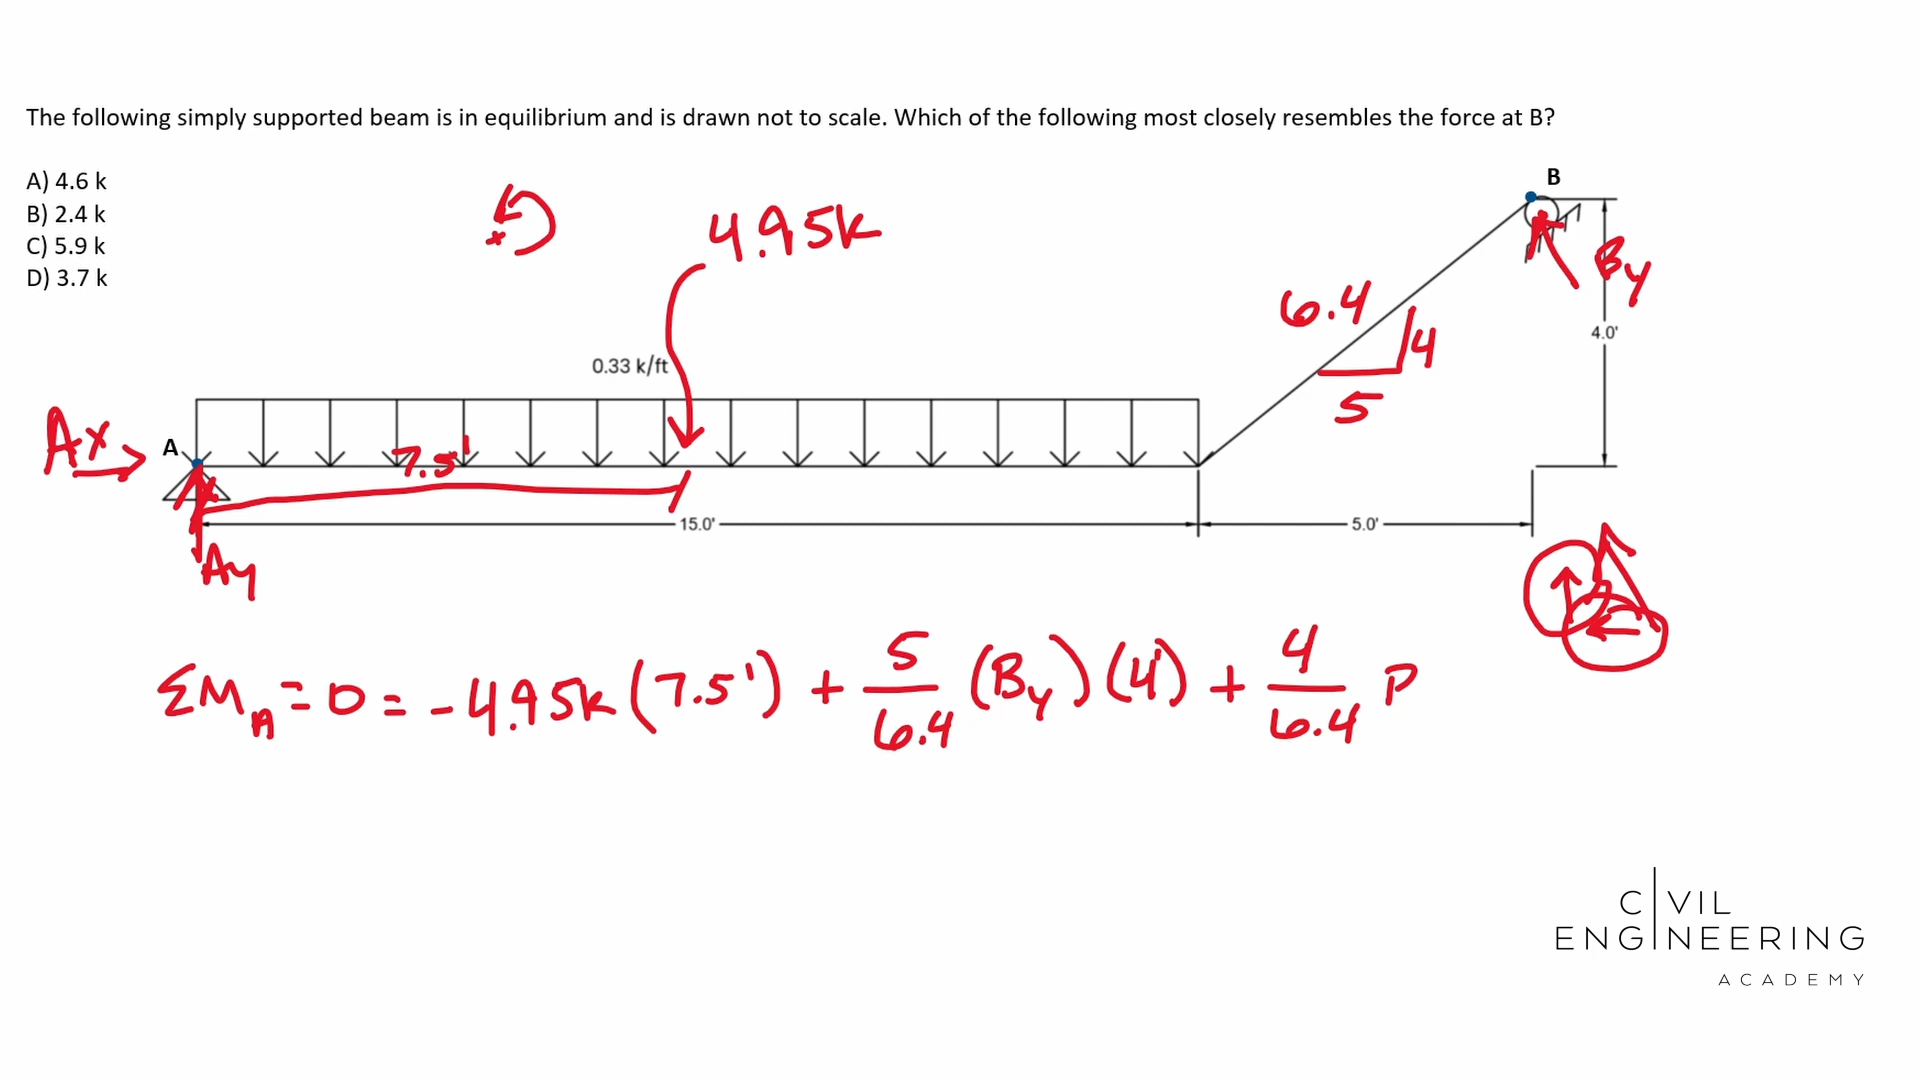 The following simply supported beam is in equilibrium and is drawn not to scale. Which of the following most closely resembles the force at B?
A) 4.6 k
B) 2.4 k
C) 5.9 k
D) 3.7 k
+
4.95k
B
By
6.4
4
5
4.0'
0.33 k/ft
Ax
A
7.5'
15.0'
5.0'
Ay
ΣM_A = 0 = -4.95k (7.5') + 5/6.4 (By)(4') + 4/6.4 P
CIVIL
ENGINEERING
ACADEMY